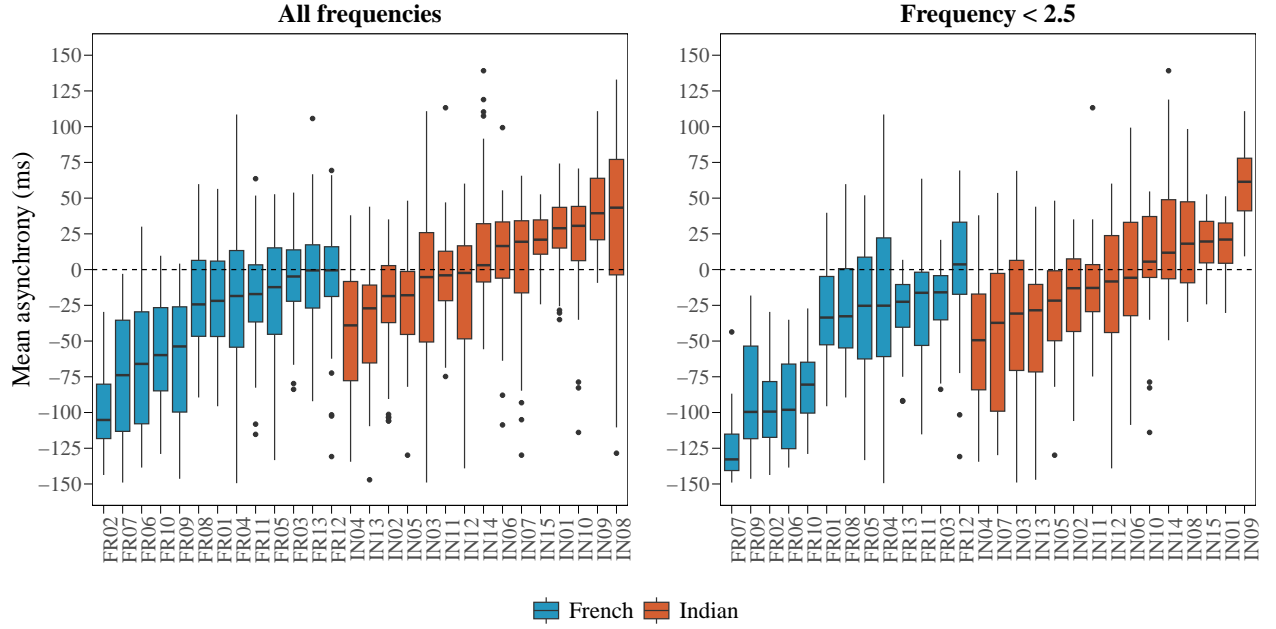 All frequencies
Frequency < 2.5
Mean asynchrony (ms)
150
125
100
75
50
25
0
−25
−50
−75
−100
−125
−150
150
125
100
75
50
25
0
−25
−50
−75
−100
−125
−150
FR02
FR07
FR06
FR10
FR09
FR08
FR01
FR04
FR11
FR05
FR03
FR13
FR12
IN04
IN13
IN02
IN05
IN03
IN11
IN12
IN14
IN06
IN07
IN15
IN01
IN10
IN09
IN08
FR07
FR09
FR02
FR06
FR10
FR01
FR08
FR05
FR04
FR13
FR11
FR03
FR12
IN04
IN07
IN03
IN13
IN05
IN02
IN11
IN12
IN06
IN10
IN14
IN08
IN15
IN01
IN09
French
Indian